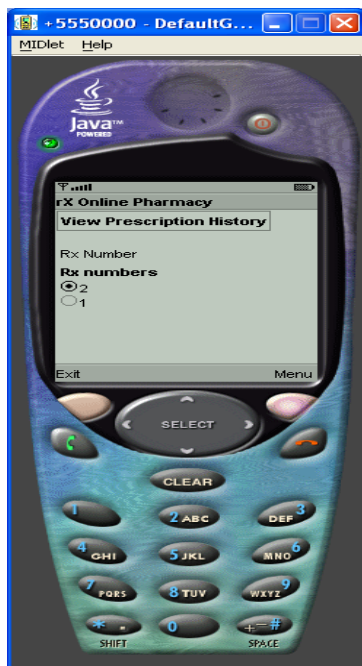 +5550000 - DefaultG...
MIDlet Help
Java™
POWERED
rX Online Pharmacy
View Prescription History
Rx Number
Rx numbers
2
1
Exit Menu
SELECT
CLEAR
1 2 ABC DEF 3
4 GHI 5 JKL MNO 6
7 PQRS 8 TUV WXYZ 9
* . 0 +-=#
SHIFT SPACE